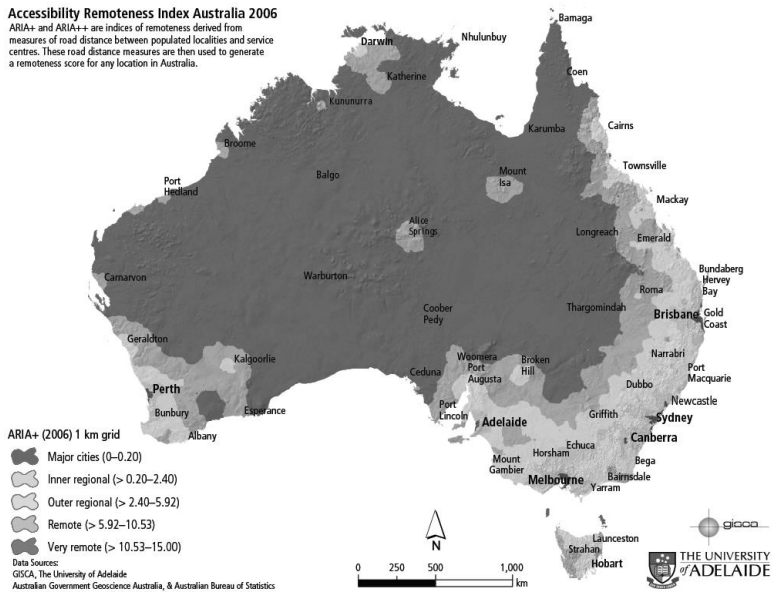 Accessibility Remoteness Index Australia 2006
ARIA+ and ARIA++ are indices of remoteness derived from
measures of road distance between populated localities and service
centres. These road distance measures are then used to generate
a remoteness score for any location in Australia.
Bamaga
Nhulunbuy
Darwin
Katherine
Coen
Kununurra
Karumba
Cairns
Broome
Balgo
Mount
Isa
Townsville
Port
Hedland
Mackay
Alice
Springs
Longreach
Emerald
Carnarvon
Warburton
Bundaberg
Hervey
Bay
Roma
Coober
Pedy
Thargomindah
Brisbane
Gold
Coast
Geraldton
Narrabri
Kalgoorlie
Woomera
Broken
Hill
Port
Augusta
Ceduna
Port
Macquarie
Dubbo
Perth
Newcastle
Bunbury
Esperance
Port
Lincoln
Griffith
Sydney
Adelaide
Albany
Canberra
Echuca
Horsham
Mount
Gambier
Bega
Melbourne
Bairnsdale
Yarram
Launceston
Strahan
Hobart
ARIA+ (2006) 1 km grid
Major cities (0–0.20)
Inner regional (> 0.20–2.40)
Outer regional (> 2.40–5.92)
Remote (> 5.92–10.53)
Very remote (> 10.53–15.00)
Data Sources:
GISCA, The University of Adelaide
Australian Government Geoscience Australia, & Australian Bureau of Statistics
N
0 250 500 1,000
km
gisca
THE UNIVERSITY
of ADELAIDE